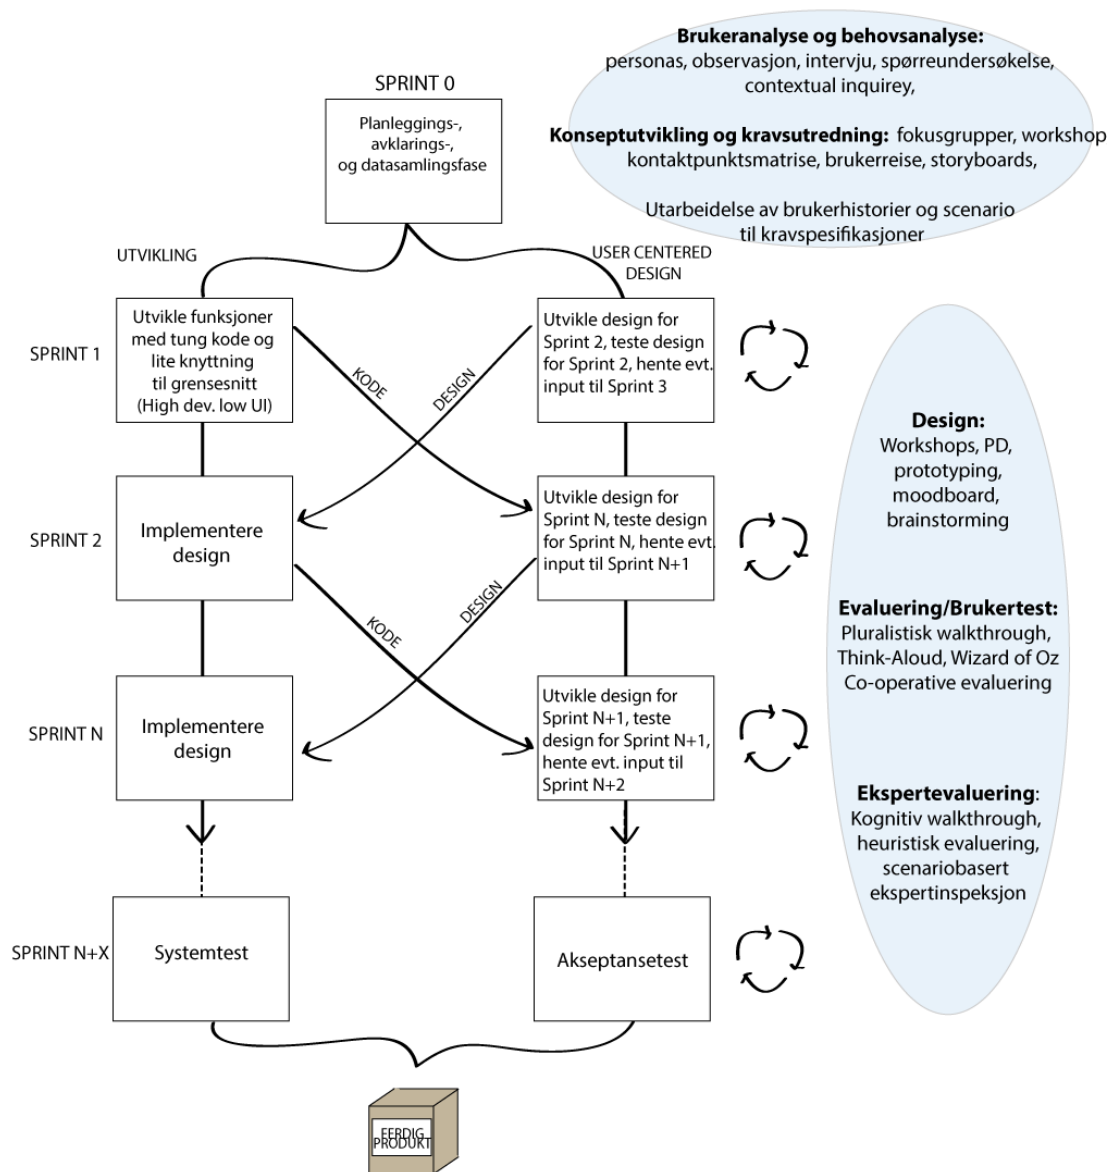 Brukeranalyse og behovsanalyse:
personas, observasjon, intervju, spørreundersøkelse,
contextual inquirey,
Konseptutvikling og kravsutredning: fokusgrupper, workshop
kontaktpunktsmatrise, brukerreise, storyboards,
Utarbeidelse av brukerhistorier og scenario
til kravspesifikasjoner
SPRINT 0
Planleggings-,
avklarings-,
og datasamlingsfase
UTVIKLING
USER CENTERED
DESIGN
SPRINT 1
Utvikle funksjoner
med tung kode og
lite knyttning
til grensesnitt
(High dev. low UI)
KODE
DESIGN
Utvikle design for
Sprint 2, teste design
for Sprint 2, hente evt.
input til Sprint 3
SPRINT 2
Implementere
design
KODE
DESIGN
Utvikle design for
Sprint N, teste design
for Sprint N, hente evt.
input til Sprint N+1
SPRINT N
Implementere
design
Utvikle design for
Sprint N+1, teste
design for Sprint N+1,
hente evt. input til
Sprint N+2
SPRINT N+X
Systemtest
Akseptansetest
Design:
Workshops, PD,
prototyping,
moodboard,
brainstorming
Evaluering/Brukertest:
Pluralistisk walkthrough,
Think-Aloud, Wizard of Oz
Co-operative evaluering
Ekspertevaluering:
Kognitiv walkthrough,
heuristisk evaluering,
scenariobasert
ekspertinspeksjon
FERDIG
PRODUKT